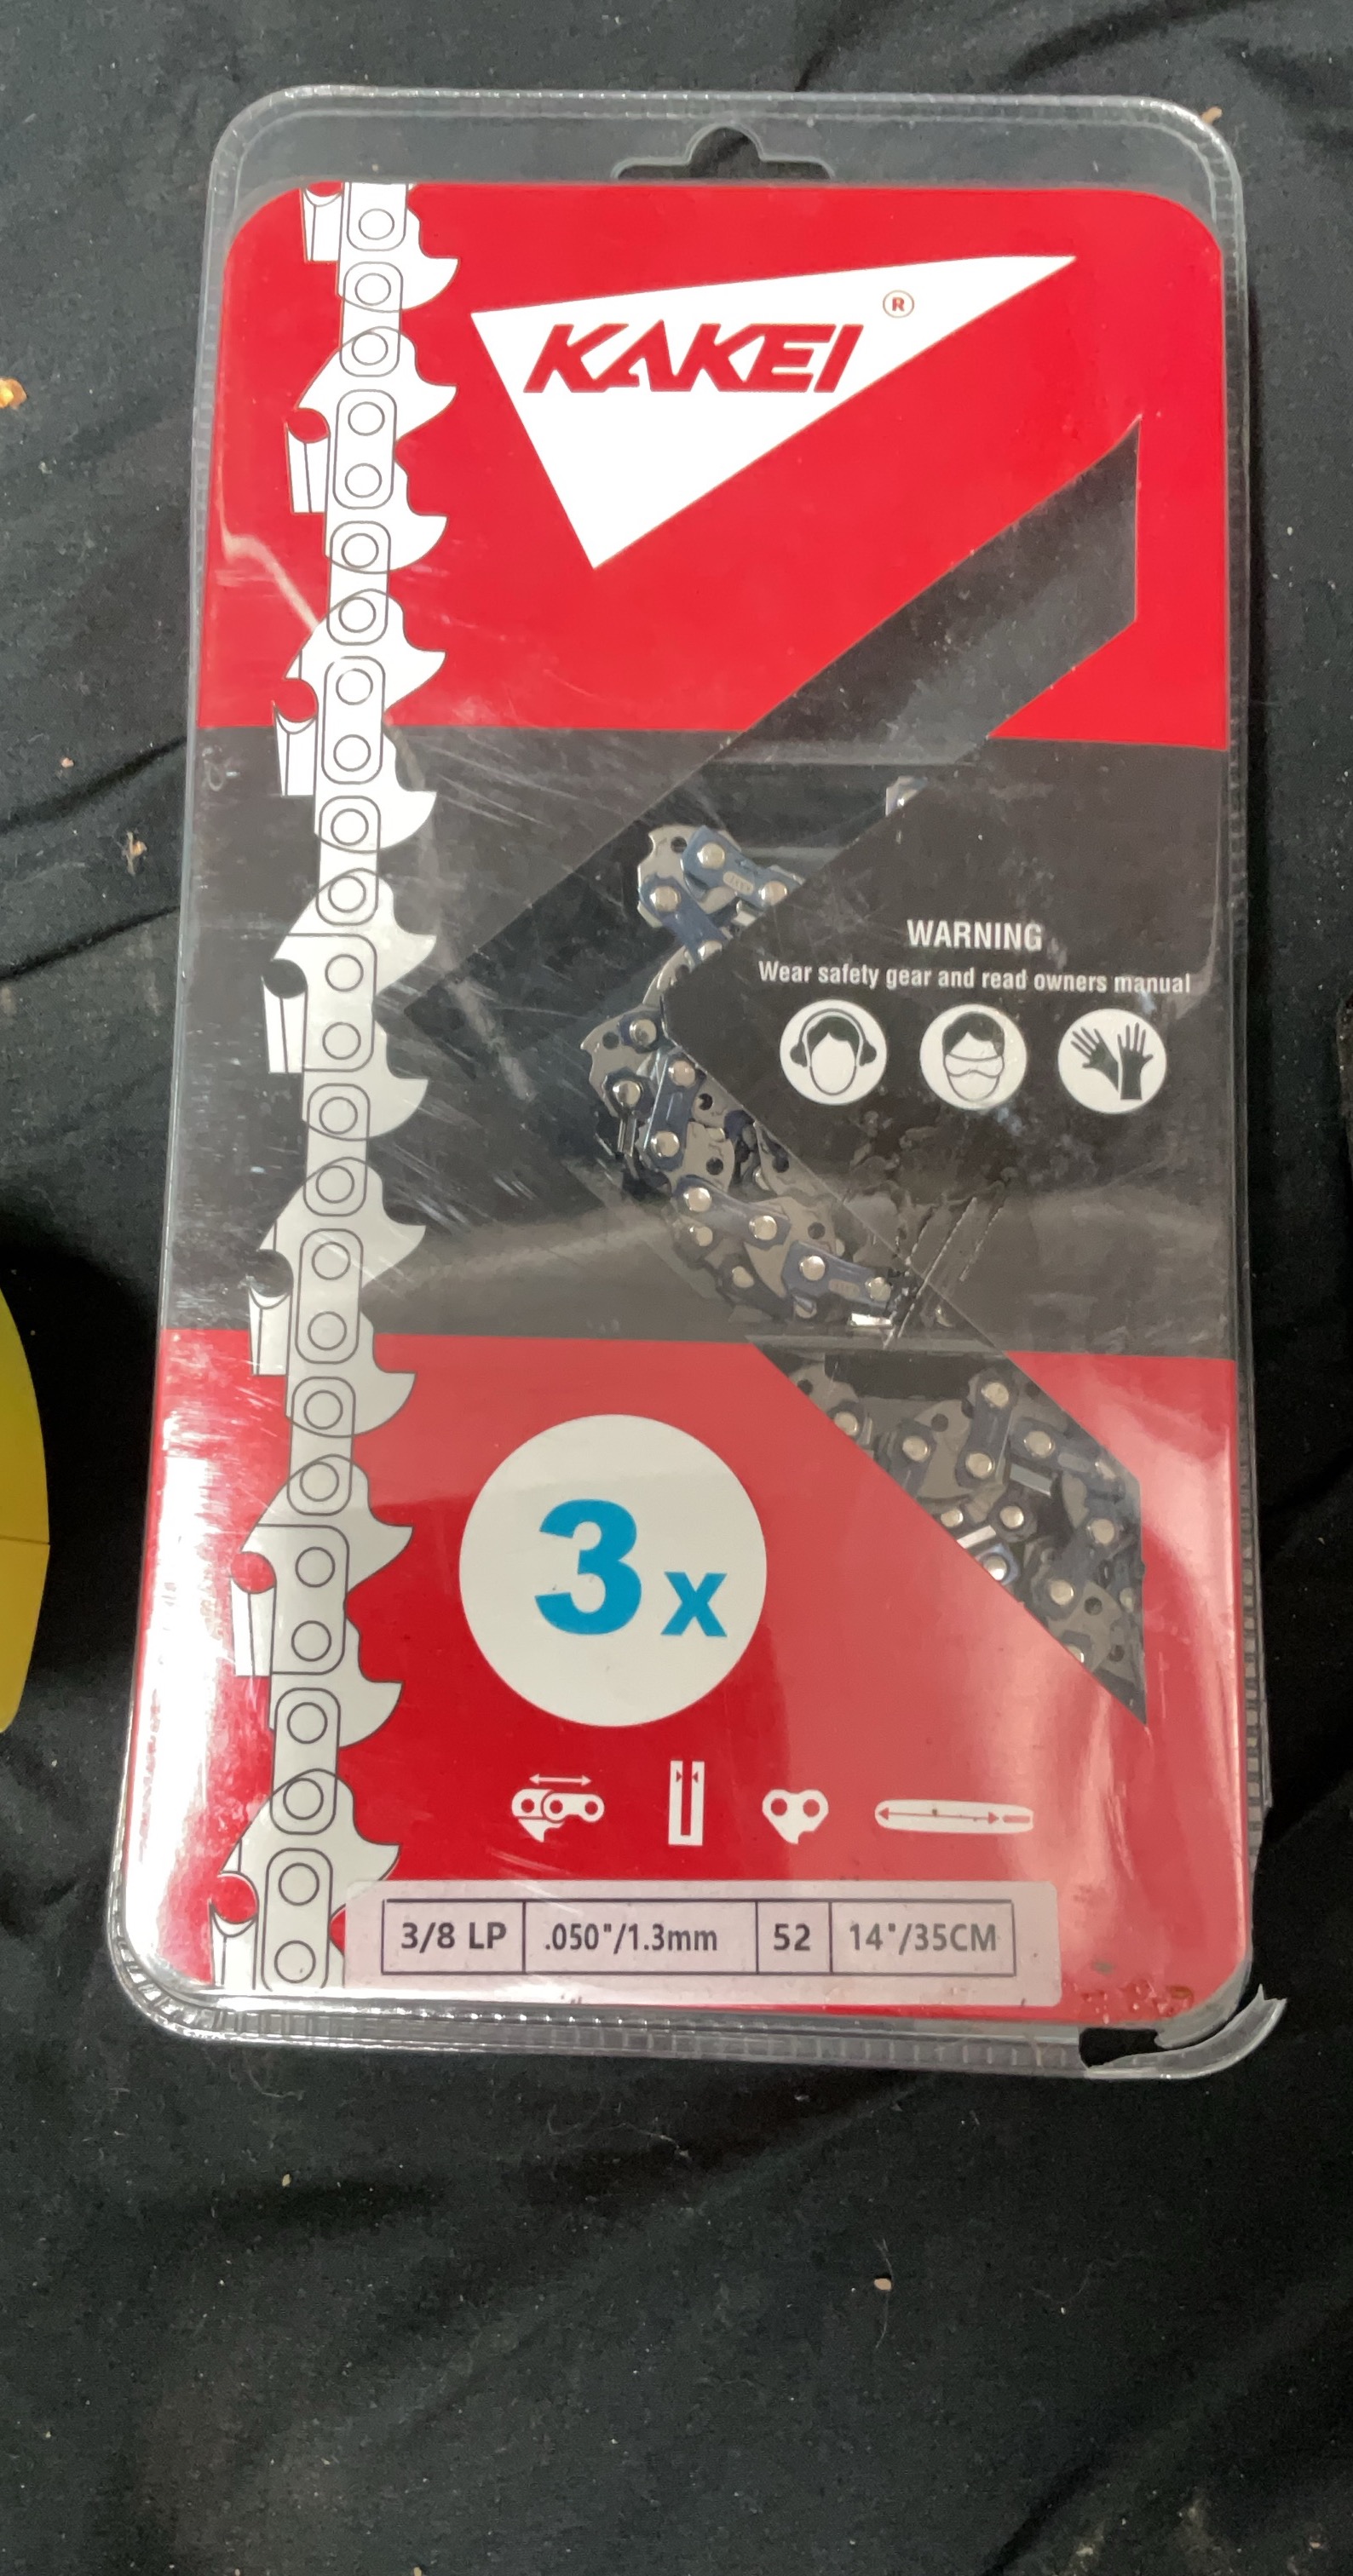 KAKEI ®
WARNING
Wear safety gear and read owners manual
3x
3/8 LP .050"/1.3mm 52 14"/35CM